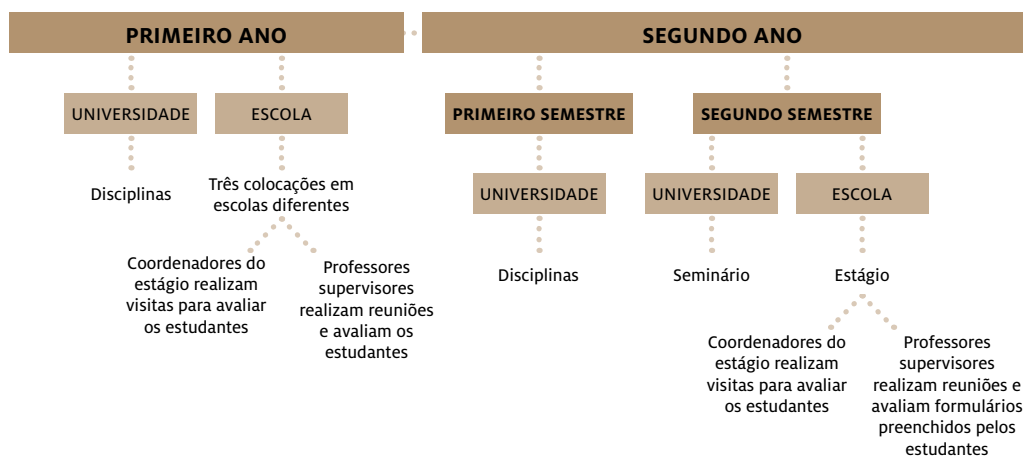 PRIMEIRO ANO
SEGUNDO ANO
UNIVERSIDADE
ESCOLA
PRIMEIRO SEMESTRE
SEGUNDO SEMESTRE
Disciplinas
Três colocações em
escolas diferentes
UNIVERSIDADE
UNIVERSIDADE
ESCOLA
Coordenadores do
estágio realizam
visitas para avaliar
os estudantes
Professores
supervisores
realizam reuniões
e avaliam os
estudantes
Disciplinas
Seminário
Estágio
Coordenadores do
estágio realizam
visitas para avaliar
os estudantes
Professores
supervisores
realizam reuniões e
avaliam formulários
preenchidos pelos
estudantes